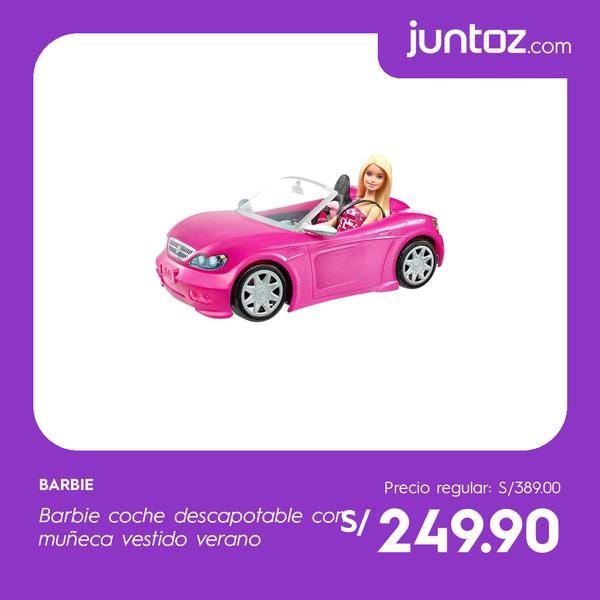 juntoz.com
BARBIE
Precio regular: S/389.00
Barbie coche descapotable con
muñeca vestido verano
S/ 249.90